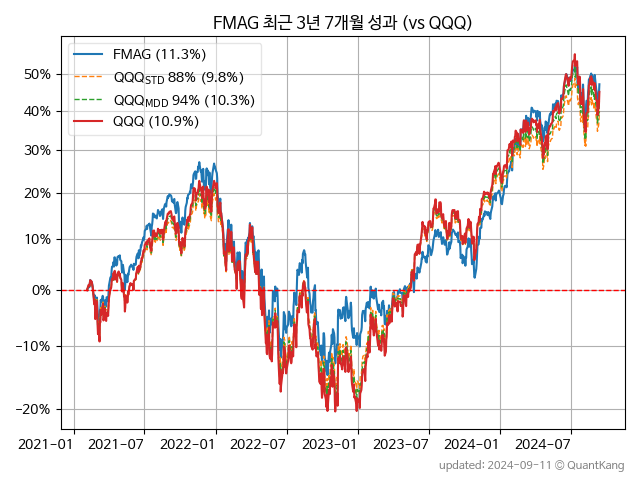 FMAG 최근 3년 7개월 성과 (vs QQQ)
FMAG (11.3%)
QQQSTD 88% (9.8%)
QQQMDD 94% (10.3%)
QQQ (10.9%)
50%
40%
30%
20%
10%
0%
−10%
−20%
2021-01 2021-07 2022-01 2022-07 2023-01 2023-07 2024-01 2024-07
updated: 2024-09-11 © QuantKang